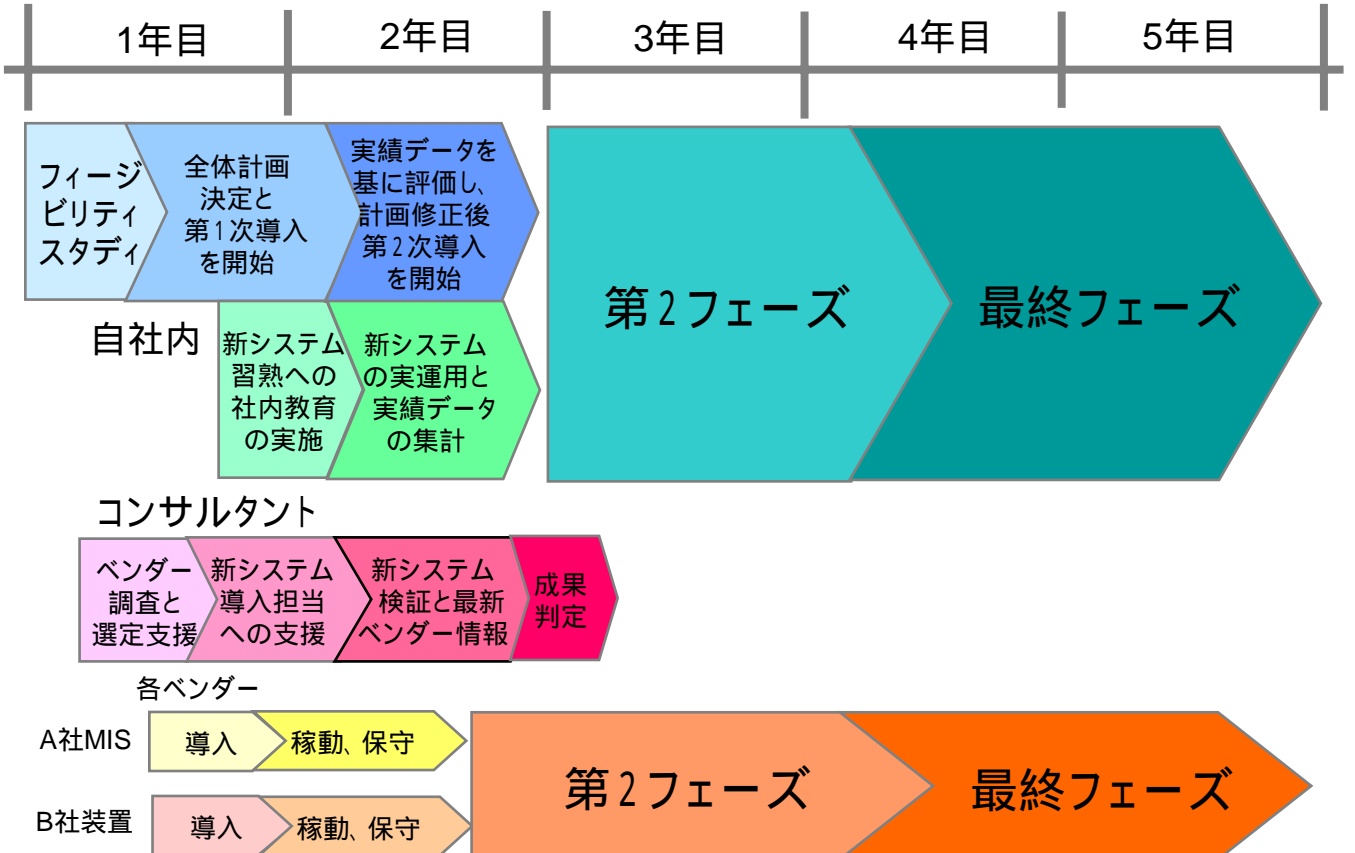 1年目
2年目
3年目
4年目
5年目
フィージ
ビリティ
スタディ
全体計画
決定と
第1次導入
を開始
実績データを
基に評価し、
計画修正後
第2次導入
を開始
第2フェーズ
最終フェーズ
自社内
新システム
習熟への
社内教育
の実施
新システム
の実運用と
実績データ
の集計
コンサルタント
ベンダー
調査と
選定支援
新システム
導入担当
への支援
新システム
検証と最新
ベンダー情報
成果
判定
各ベンダー
A社MIS
導入
稼動、保守
B社装置
導入
稼動、保守
第2フェーズ
最終フェーズ